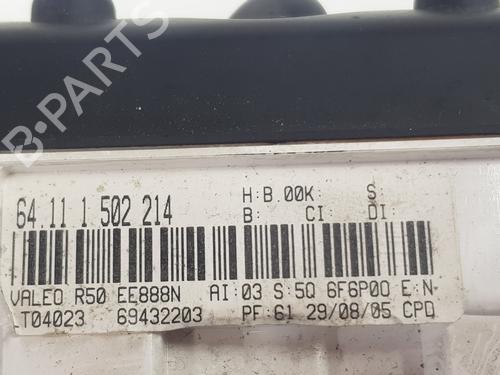 B-PARTS
64.11 1 502 214 H:B.00K S:
B: CI: DI:
VALEO R50 EE888N AI:03 S:5Q 6F6P00 E:N
LT04023 69432203 PF:61 29/08/05 CPD